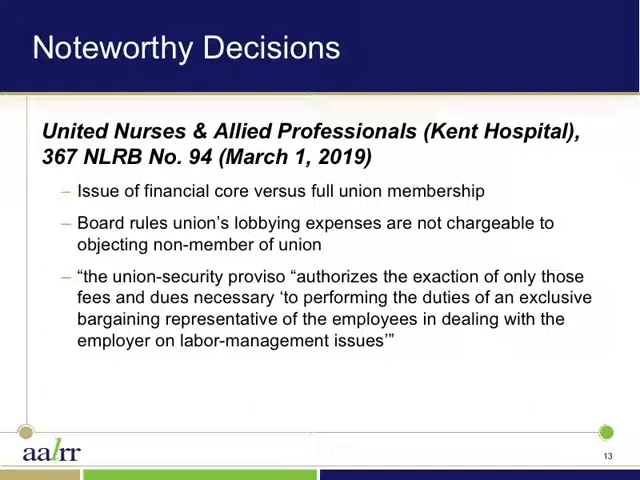 Noteworthy Decisions
United Nurses & Allied Professionals (Kent Hospital),
367 NLRB No. 94 (March 1, 2019)
– Issue of financial core versus full union membership
– Board rules union’s lobbying expenses are not chargeable to
objecting non-member of union
– “the union-security proviso “authorizes the exaction of only those
fees and dues necessary ‘to performing the duties of an exclusive
bargaining representative of the employees in dealing with the
employer on labor-management issues’”
aalrr
13